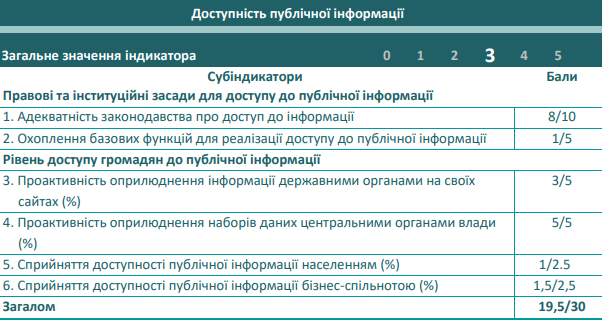 Доступність публічної інформації
Загальне значення індикатора 0 1 2 3 4 5
Субіндикатори Бали
Правові та інституційні засади для доступу до публічної інформації
1. Адекватність законодавства про доступ до інформації 8/10
2. Охоплення базових функцій для реалізації доступу до публічної інформації 1/5
Рівень доступу громадян до публічної інформації
3. Проактивність оприлюднення інформації державними органами на своїх
сайтах (%) 3/5
4. Проактивність оприлюднення наборів даних центральними органами влади
(%) 5/5
5. Сприйняття доступності публічної інформації населенням (%) 1/2.5
6. Сприйняття доступності публічної інформації бізнес-спільнотою (%) 1,5/2,5
Загалом 19,5/30